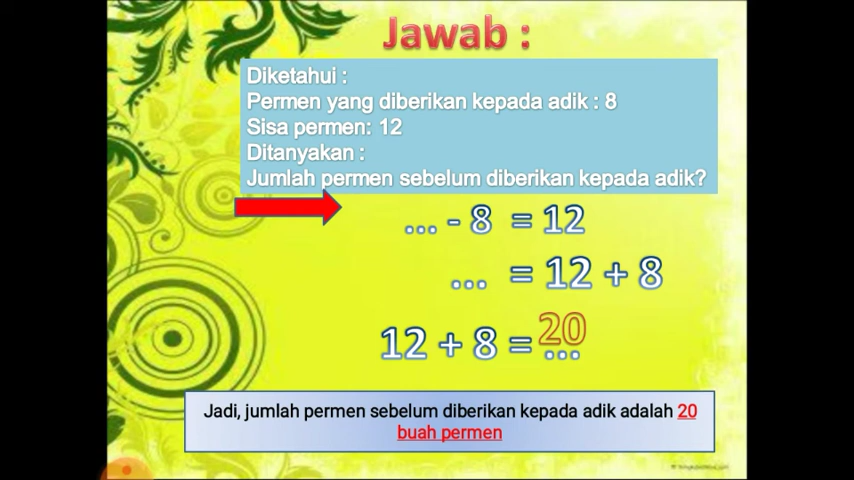 Jawab :
Diketahui :
Permen yang diberikan kepada adik : 8
Sisa permen: 12
Ditanyakan :
Jumlah permen sebelum diberikan kepada adik?
... - 8 = 12
... = 12 + 8
12 + 8 = ...
20
Jadi, jumlah permen sebelum diberikan kepada adik adalah 20
buah permen